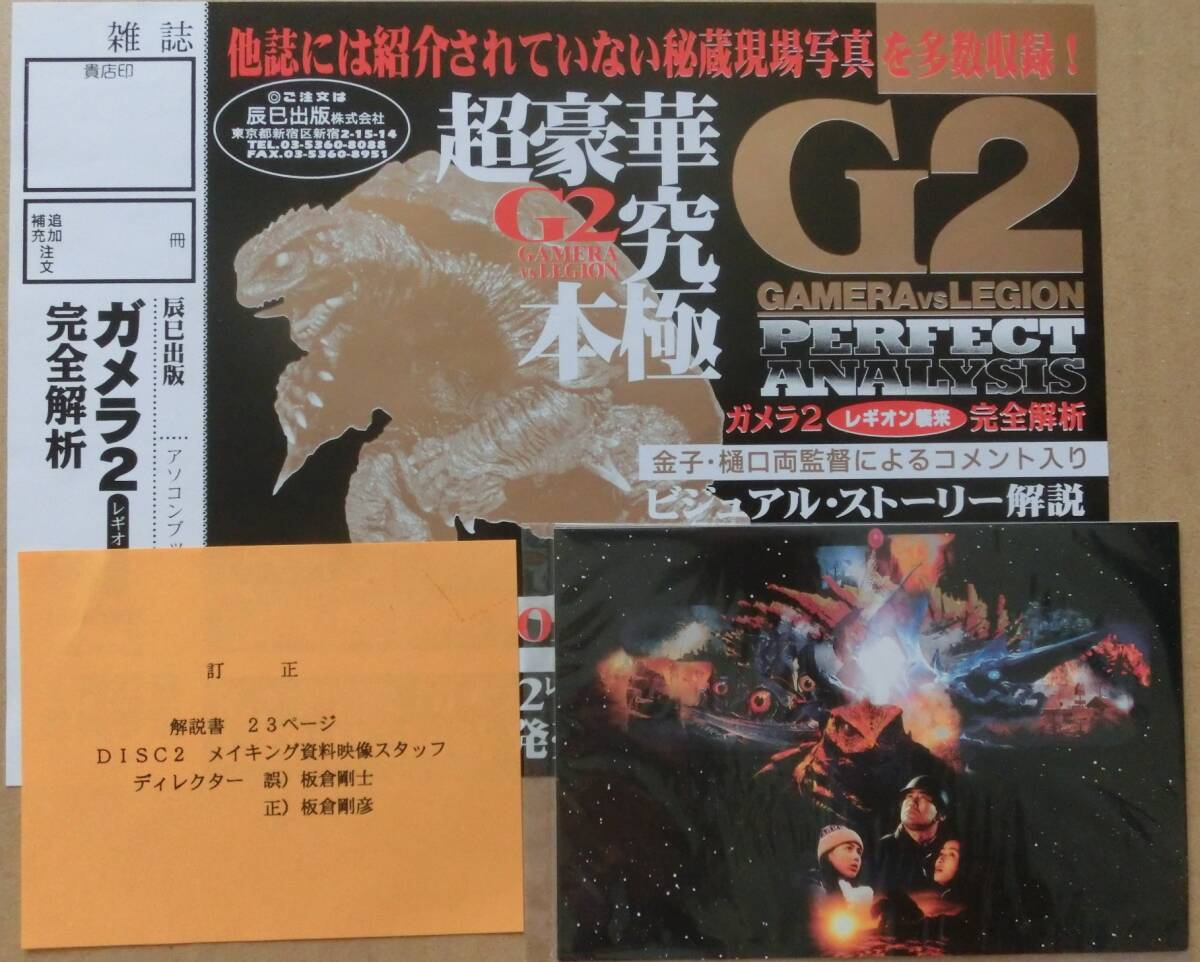 雑誌
貴店印
追加
補充注文
冊
辰巳出版
アソコンブッ
ガメラ2
レギオ
完全解析
他誌には紹介されていない秘蔵現場写真を多数収録!
◎ご注文は
辰巳出版株式会社
東京都新宿区新宿2-15-14
TEL.03-5360-8088
FAX.03-5360-8951
超豪華
究極
本
G2
GAMERA
vsLEGION
G2
GAMERAvsLEGION
PERFECT
ANALYSIS
ガメラ2 レギオン襲来 完全解析
金子・樋口両監督によるコメント入り
ビジュアル・ストーリー解説
0
2レ
発
訂 正
解説書 23ページ
DISC2 メイキング資料映像スタッフ
ディレクター 誤)板倉剛士
正)板倉剛彦